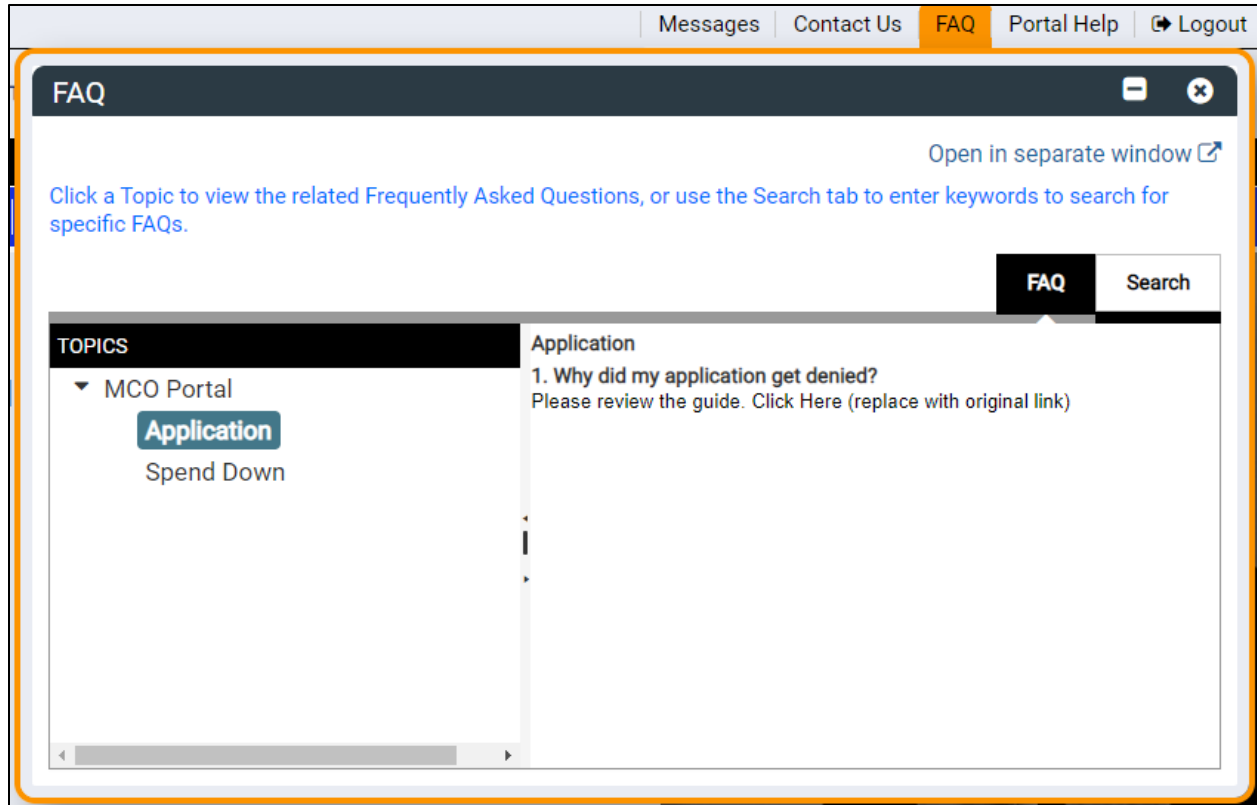 Messages Contact Us FAQ Portal Help Logout
FAQ
Open in separate window
Click a Topic to view the related Frequently Asked Questions, or use the Search tab to enter keywords to search for
specific FAQs.
FAQ Search
TOPICS
MCO Portal
Application
Spend Down
Application
1. Why did my application get denied?
Please review the guide. Click Here (replace with original link)